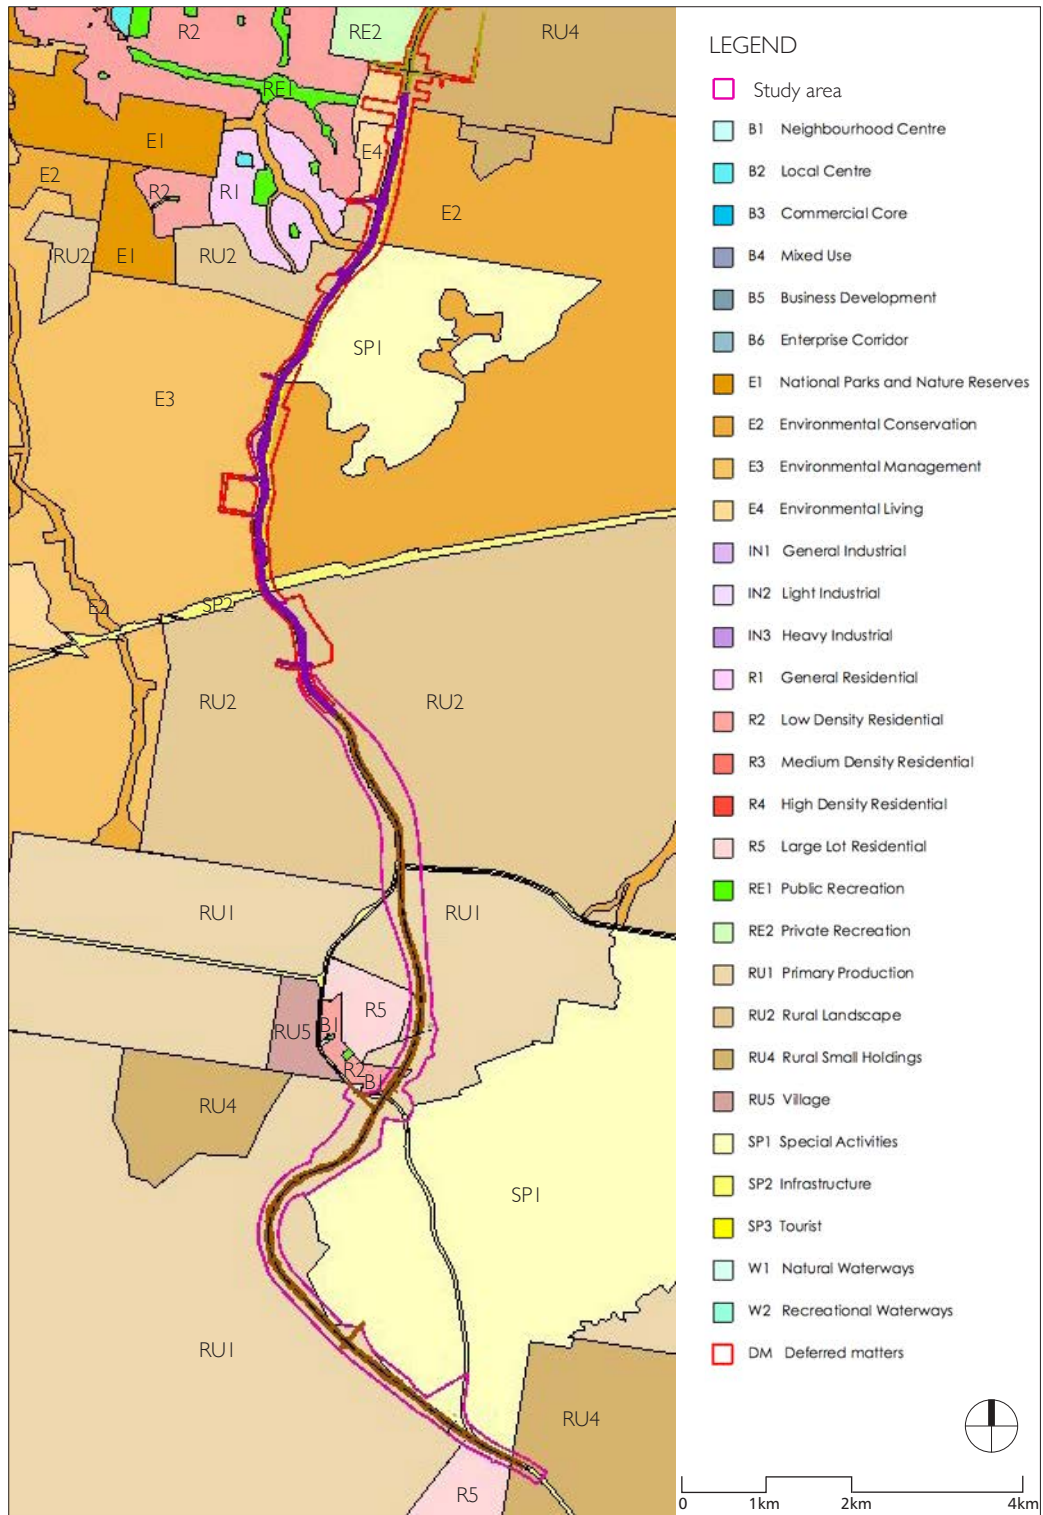 R2
RE2
RU4
RE1
E1
E4
E2
R2
R1
E2
RU2
E1
RU2
SP1
E3
E2
SP2
RU2
RU2
RU1
RU1
R5
B1
RU5
R2
B1
RU4
SP1
RU1
RU4
R5
LEGEND
Study area
B1 Neighbourhood Centre
B2 Local Centre
B3 Commercial Core
B4 Mixed Use
B5 Business Development
B6 Enterprise Corridor
E1 National Parks and Nature Reserves
E2 Environmental Conservation
E3 Environmental Management
E4 Environmental Living
IN1 General Industrial
IN2 Light Industrial
IN3 Heavy Industrial
R1 General Residential
R2 Low Density Residential
R3 Medium Density Residential
R4 High Density Residential
R5 Large Lot Residential
RE1 Public Recreation
RE2 Private Recreation
RU1 Primary Production
RU2 Rural Landscape
RU4 Rural Small Holdings
RU5 Village
SP1 Special Activities
SP2 Infrastructure
SP3 Tourist
W1 Natural Waterways
W2 Recreational Waterways
DM Deferred matters
0 1km 2km 4km